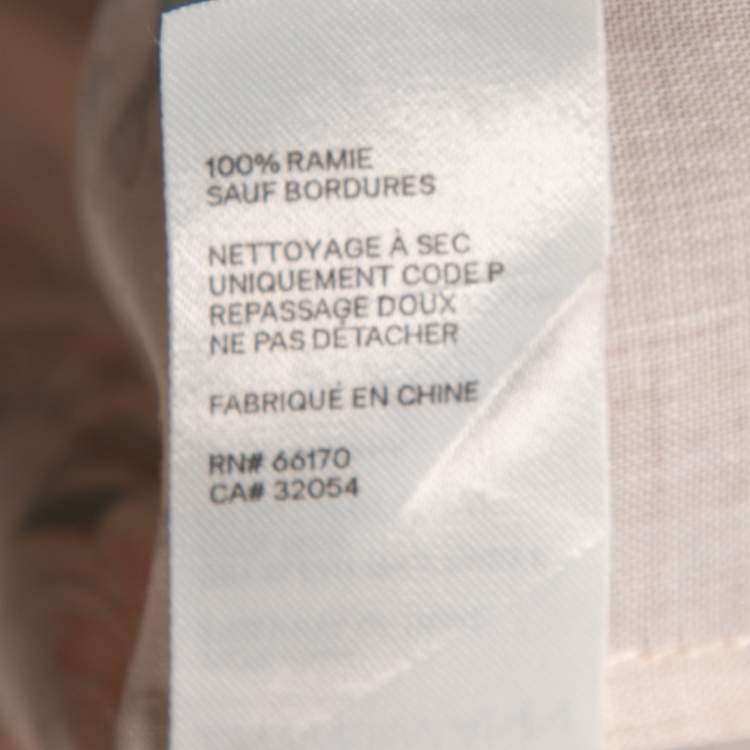 100% RAMIE
SAUF BORDURES
NETTOYAGE À SEC
UNIQUEMENT CODE P
REPASSAGE DOUX
NE PAS DÉTACHER
FABRIQUÉ EN CHINE
RN# 66170
CA# 32054